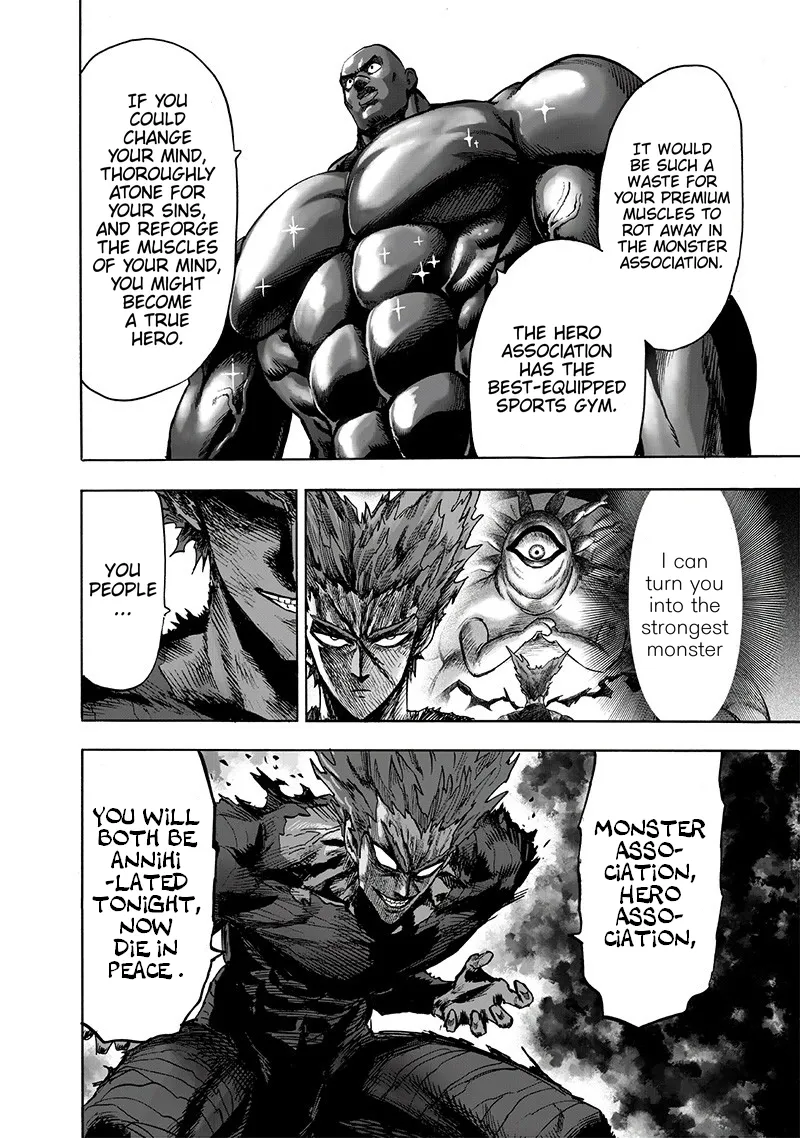 IT WOULD
BE SUCH A
WASTE FOR
YOUR PREMIUM
MUSCLES TO
ROT AWAY IN
THE MONSTER
ASSOCIATION.
THE HERO
ASSOCIATION
HAS THE
BEST-EQUIPPED
SPORTS GYM.
IF YOU
COULD
CHANGE
YOUR MIND,
THOROUGHLY
ATONE FOR
YOUR SINS,
AND REFORGE
THE MUSCLES
OF YOUR MIND,
YOU MIGHT
BECOME
A TRUE
HERO.
I can
turn you
into the
strongest
monster
YOU
PEOPLE
...
MONSTER
ASSO-
CIATION,
HERO
ASSO-
CIATION,
YOU WILL
BOTH BE
ANNIHI
-LATED
TONIGHT,
NOW
DIE IN
PEACE .